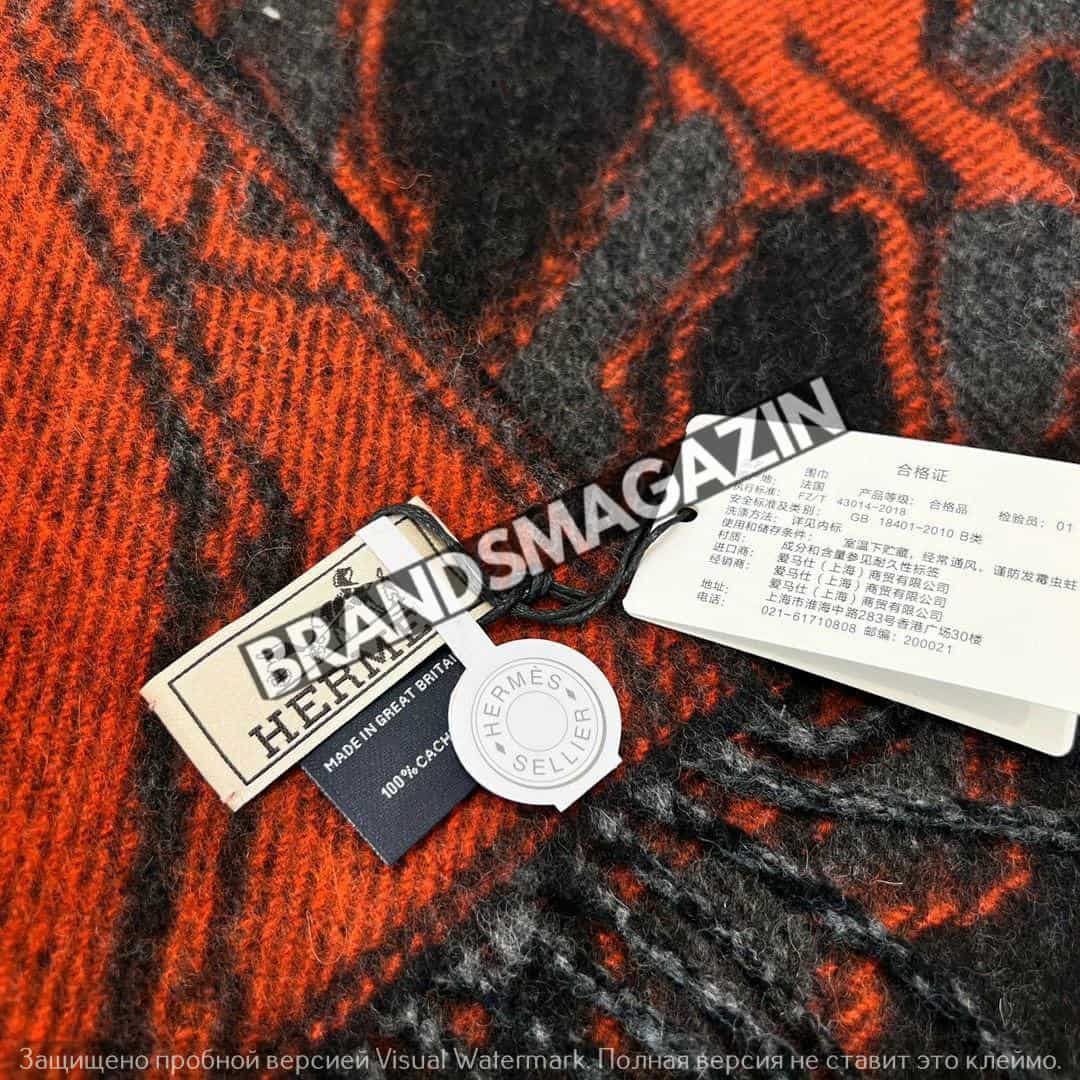 BRANDSMAGAZIN
合格证
地: 围巾
法国 产品等级: 合格品 检验员: 01
执行标准: FZ/T 43014-2018
安全标准及类别: GB 18401-2010 B类
洗涤方法: 详见内标
使用和储存条件: 室温下贮藏，经常通风，谨防发霉虫蛀
材质: 成分和含量参见耐久性标签
进口商: 爱马仕（上海）商贸有限公司
经销商: 爱马仕（上海）商贸有限公司
爱马仕（上海）商贸有限公司
地址: 上海市淮海中路283号香港广场30楼
电话: 021-61710808 邮编: 200021
HERMÈS
MADE IN GREAT BRITAI
100% CACH
HERMÈS
SELLIER
Защищено пробной версией Visual Watermark. Полная версия не ставит это клеймо.